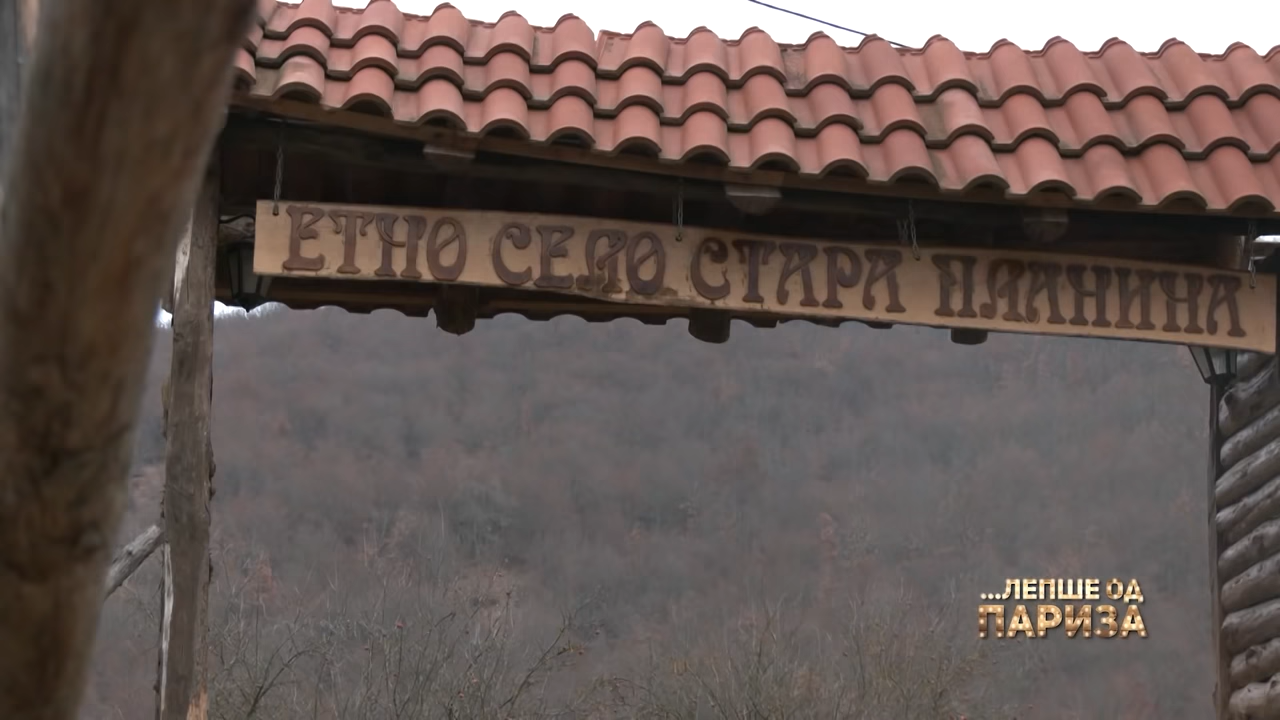 ЕТНО СЕЛО СТАРА ПЛАНИНА
...ЛЕПШЕ ОД
ПАРИЗА